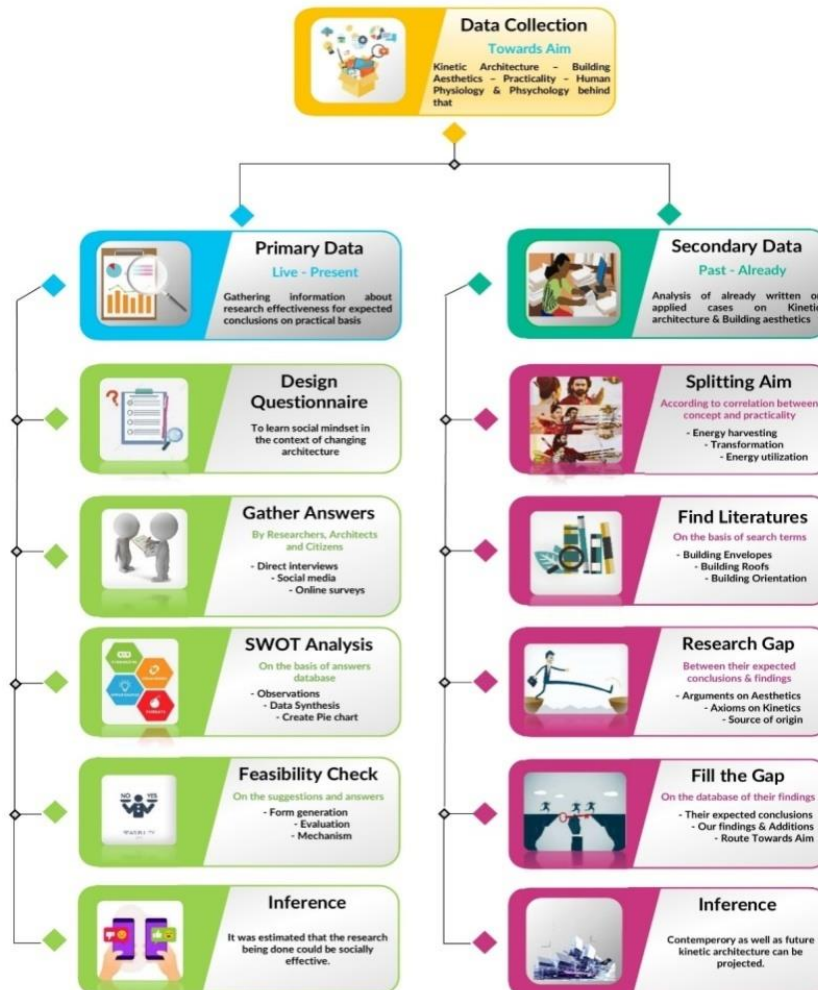 Data Collection
Towards Aim
Kinetic Architecture – Building
Aesthetics – Practicality – Human
Physiology & Phsychology behind
that
Primary Data
Live - Present
Gathering information about
research effectiveness for expected
conclusions on practical basis
Design
Questionnaire
To learn social mindset in
the context of changing
architecture
Gather Answers
By Researchers, Architects
and Citizens
- Direct interviews
- Social media
- Online surveys
SWOT Analysis
On the basis of answers
database
- Observations
- Data Synthesis
- Create Pie chart
Feasibility Check
On the suggestions and answers
- Form generation
- Evaluation
- Mechanism
NO YES
Inference
It was estimated that the research
being done could be socially
effective.
Secondary Data
Past - Already
Analysis of already written or
applied cases on Kinetic
architecture & Building aesthetics
Splitting Aim
According to correlation between
concept and practicality
- Energy harvesting
- Transformation
- Energy utilization
Find Literatures
On the basis of search terms
- Building Envelopes
- Building Roofs
- Building Orientation
Research Gap
Between their expected
conclusions & findings
- Arguments on Aesthetics
- Axioms on Kinetics
- Source of origin
Fill the Gap
On the database of their findings
- Their expected conclusions
- Our findings & Additions
- Route Towards Aim
Inference
Contemperory as well as future
kinetic architecture can be
projected.